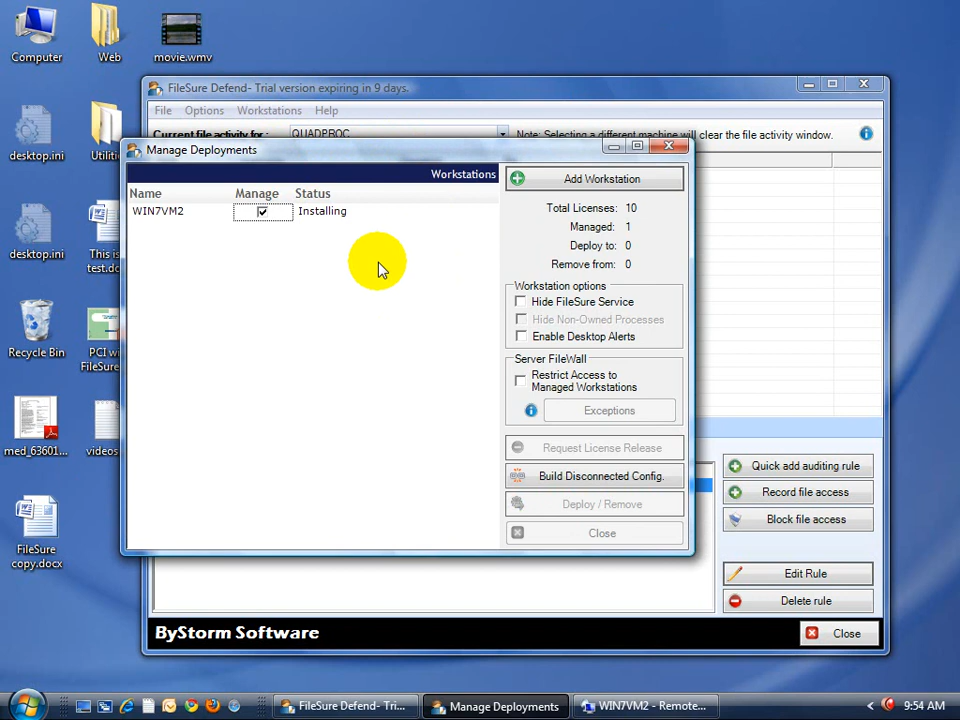 Computer
Web
movie.wmv
desktop.ini
Utiliti
desktop.ini
This is
test.do
Recycle Bin
PCI wi
FileSure
med_63601...
videos
FileSure
copy.docx
FileSure Defend- Trial version expiring in 9 days.
File Options Workstations Help
Current file activity for : QUADPROC Note: Selecting a different machine will clear the file activity window.
Manage Deployments
Workstations
Name Manage Status
WIN7VM2 Installing
Add Workstation
Total Licenses: 10
Managed: 1
Deploy to: 0
Remove from: 0
Workstation options
Hide FileSure Service
Hide Non-Owned Processes
Enable Desktop Alerts
Server FileWall
Restrict Access to
Managed Workstations
Exceptions
Request License Release
Build Disconnected Config.
Deploy / Remove
Close
Quick add auditing rule
Record file access
Block file access
Edit Rule
Delete rule
ByStorm Software
Close
FileSure Defend- Tri...
Manage Deployments
WIN7VM2 - Remote...
9:54 AM